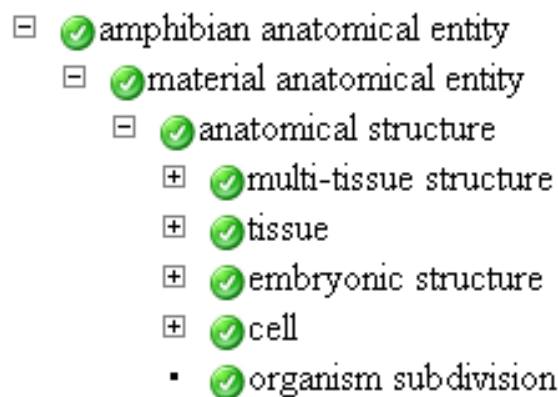 amphibian anatomical entity
material anatomical entity
anatomical structure
multi-tissue structure
tissue
embryonic structure
cell
organism subdivision